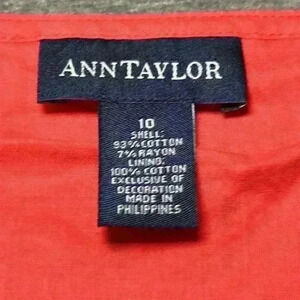 ANN TAYLOR
10
SHELL:
93% COTTON
7% RAYON
LINING:
100% COTTON
EXCLUSIVE OF
DECORATION
MADE IN
PHILIPPINES